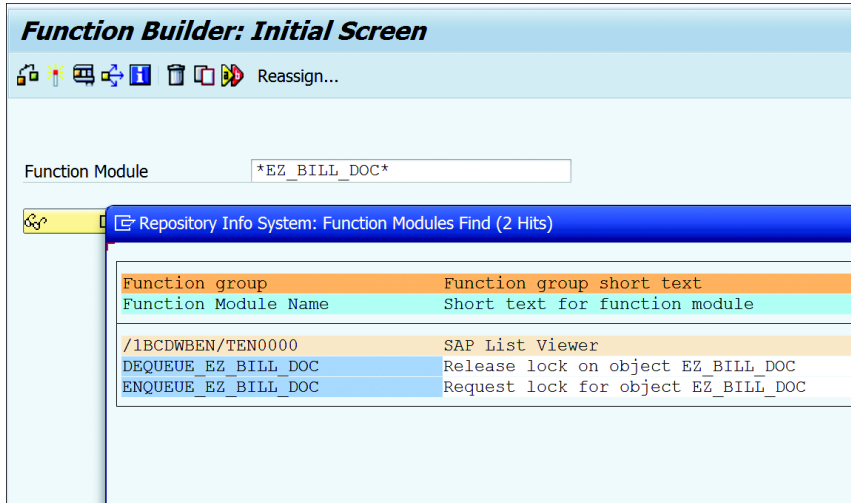 Function Builder: Initial Screen
Reassign...
Function Module *EZ_BILL_DOC*
Repository Info System: Function Modules Find (2 Hits)
Function group Function group short text
Function Module Name Short text for function module
/1BCDWBEN/TEN0000 SAP List Viewer
DEQUEUE_EZ_BILL_DOC Release lock on object EZ_BILL_DOC
ENQUEUE_EZ_BILL_DOC Request lock for object EZ_BILL_DOC